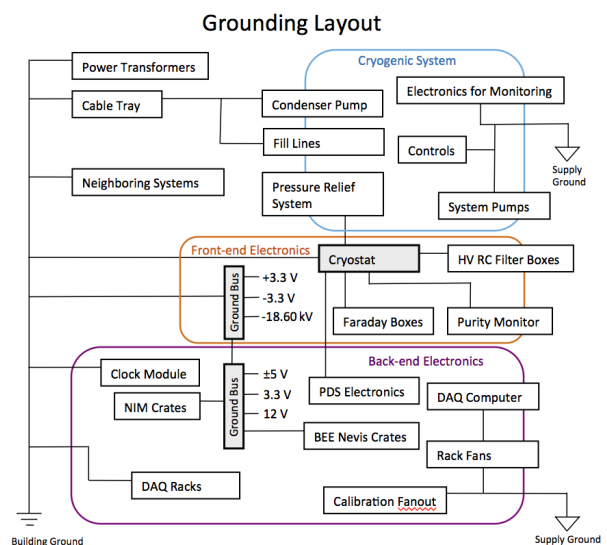 Grounding Layout
Cryogenic System
Power Transformers
Electronics for Monitoring
Cable Tray
Condenser Pump
Fill Lines
Controls
Supply
Ground
Neighboring Systems
Pressure Relief
System
System Pumps
Front-end Electronics
Cryostat
HV RC Filter Boxes
Ground Bus
+3.3 V
-3.3 V
-18.60 kV
Faraday Boxes
Purity Monitor
Back-end Electronics
Clock Module
Ground Bus
±5 V
3.3 V
12 V
PDS Electronics
DAQ Computer
NIM Crates
BEE Nevis Crates
Rack Fans
DAQ Racks
Calibration Fanout
Building Ground
Supply Ground